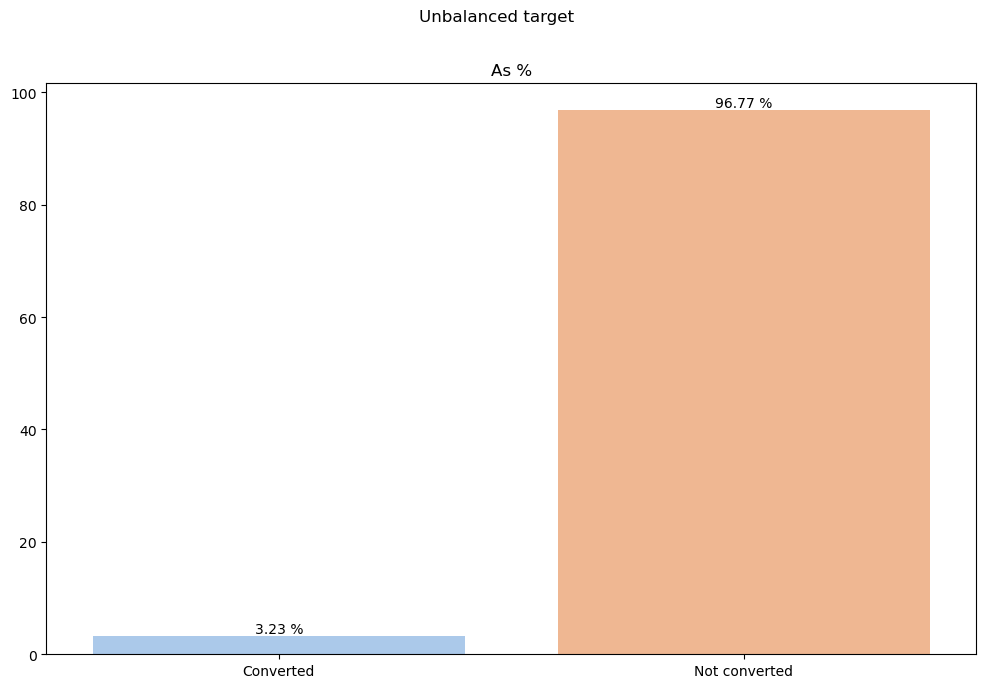 Unbalanced target
As %
100
96.77 %
80
60
40
20
3.23 %
0
Converted
Not converted